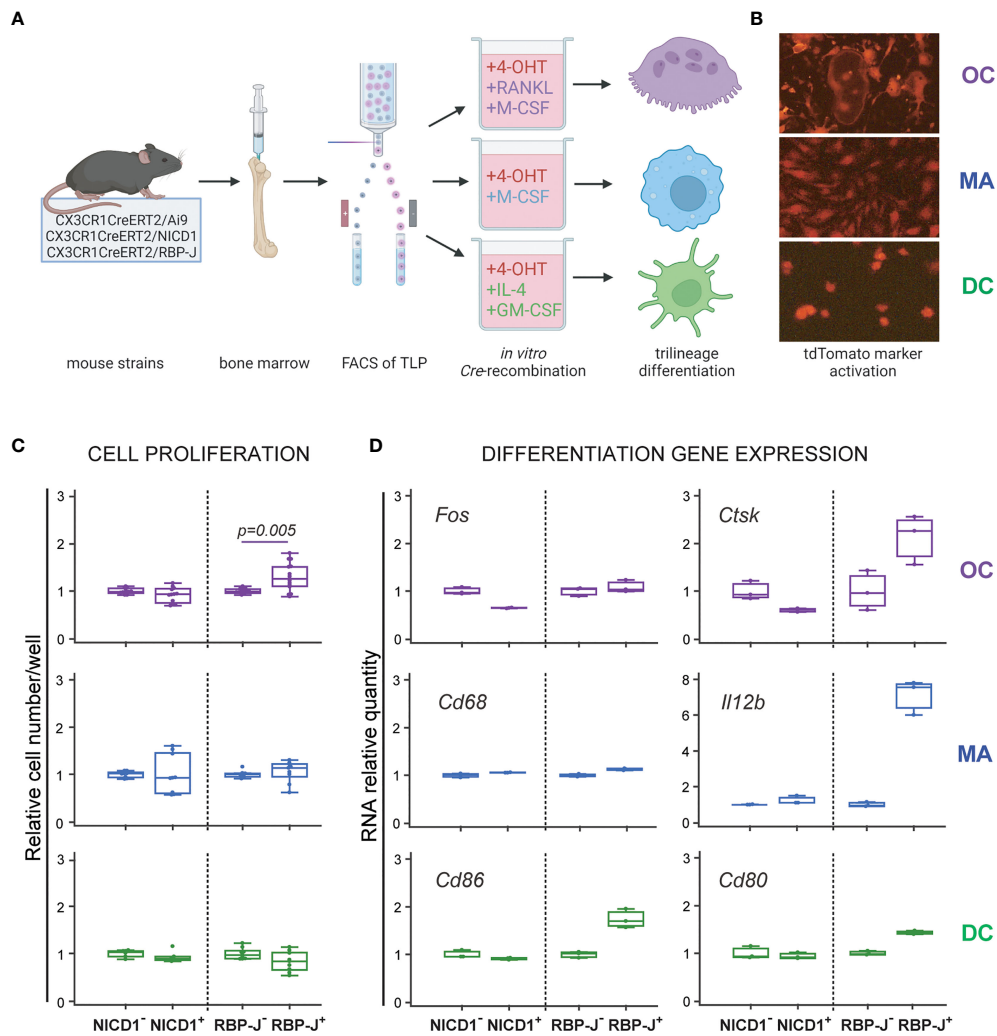 A
B
CX3CR1CreERT2/Ai9
CX3CR1CreERT2/NICD1
CX3CR1CreERT2/RBP-J
+
-
+4-OHT
+RANKL
+M-CSF
+4-OHT
+M-CSF
+4-OHT
+IL-4
+GM-CSF
OC
MA
DC
mouse strains
bone marrow
FACS of TLP
in vitro
Cre-recombination
trilineage
differentiation
tdTomato marker
activation
C
CELL PROLIFERATION
D
DIFFERENTIATION GENE EXPRESSION
Relative cell number/well
3
2
1
0
p=0.005
3
2
1
0
3
2
1
0
NICD1⁻ NICD1⁺ RBP-J⁻ RBP-J⁺
RNA relative quantity
3
2
1
0
Fos
3
2
1
0
Ctsk
OC
3
2
1
0
Cd68
8
6
4
2
0
Il12b
MA
3
2
1
0
Cd86
3
2
1
0
Cd80
DC
NICD1⁻ NICD1⁺ RBP-J⁻ RBP-J⁺
NICD1⁻ NICD1⁺ RBP-J⁻ RBP-J⁺